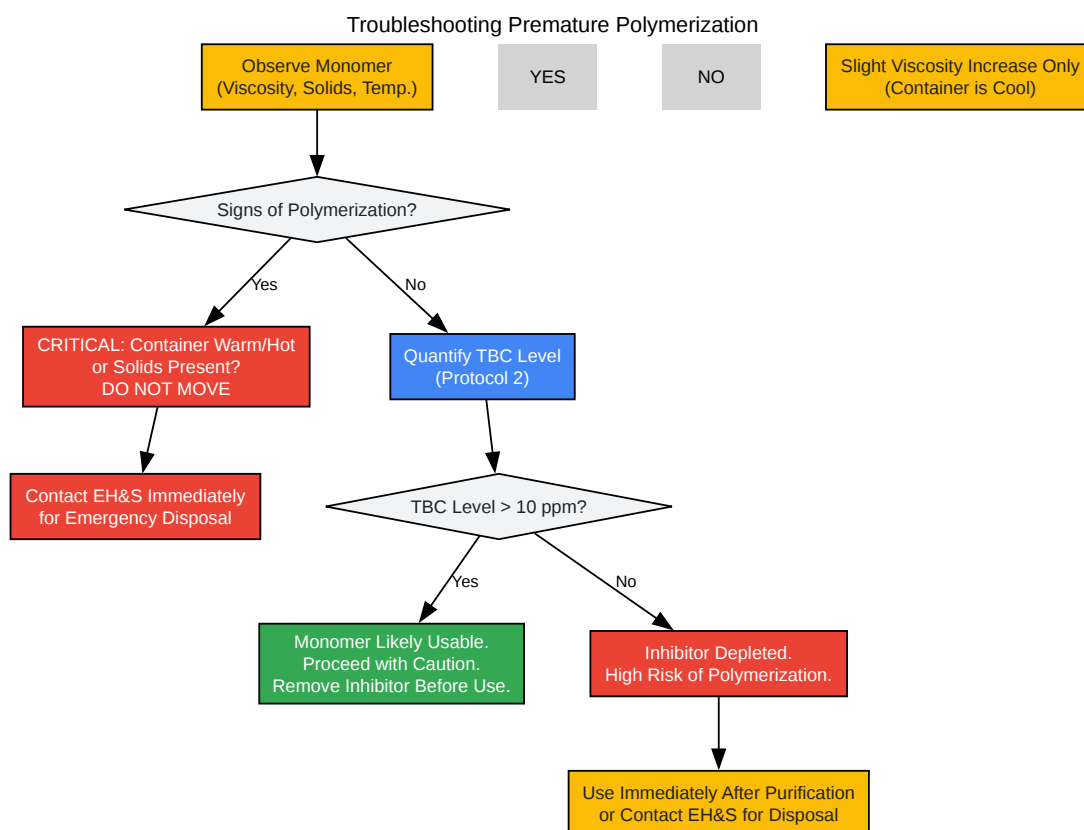 Troubleshooting Premature Polymerization
Observe Monomer
(Viscosity, Solids, Temp.)
YES
NO
Slight Viscosity Increase Only
(Container is Cool)
Signs of Polymerization?
Yes
No
CRITICAL: Container Warm/Hot
or Solids Present?
DO NOT MOVE
Quantify TBC Level
(Protocol 2)
Contact EH&S Immediately
for Emergency Disposal
TBC Level > 10 ppm?
Yes
No
Monomer Likely Usable.
Proceed with Caution.
Remove Inhibitor Before Use.
Inhibitor Depleted.
High Risk of Polymerization.
Use Immediately After Purification
or Contact EH&S for Disposal